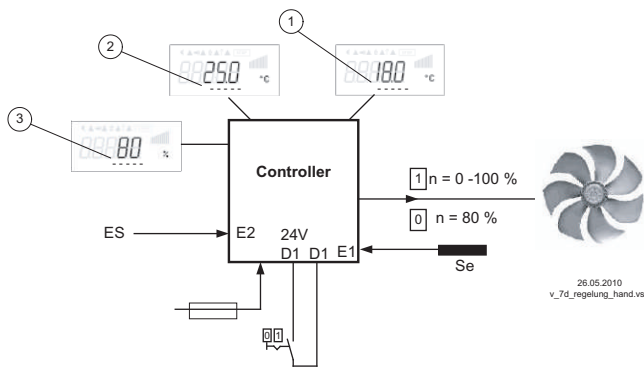 1
2
25.0
°C
18.0
°C
3
80
%
Controller
1 n = 0 -100 %
0 n = 80 %
ES
E2
24V
D1 D1 E1
Se
0 1
26.05.2010
v_7d_regelung_hand.vs